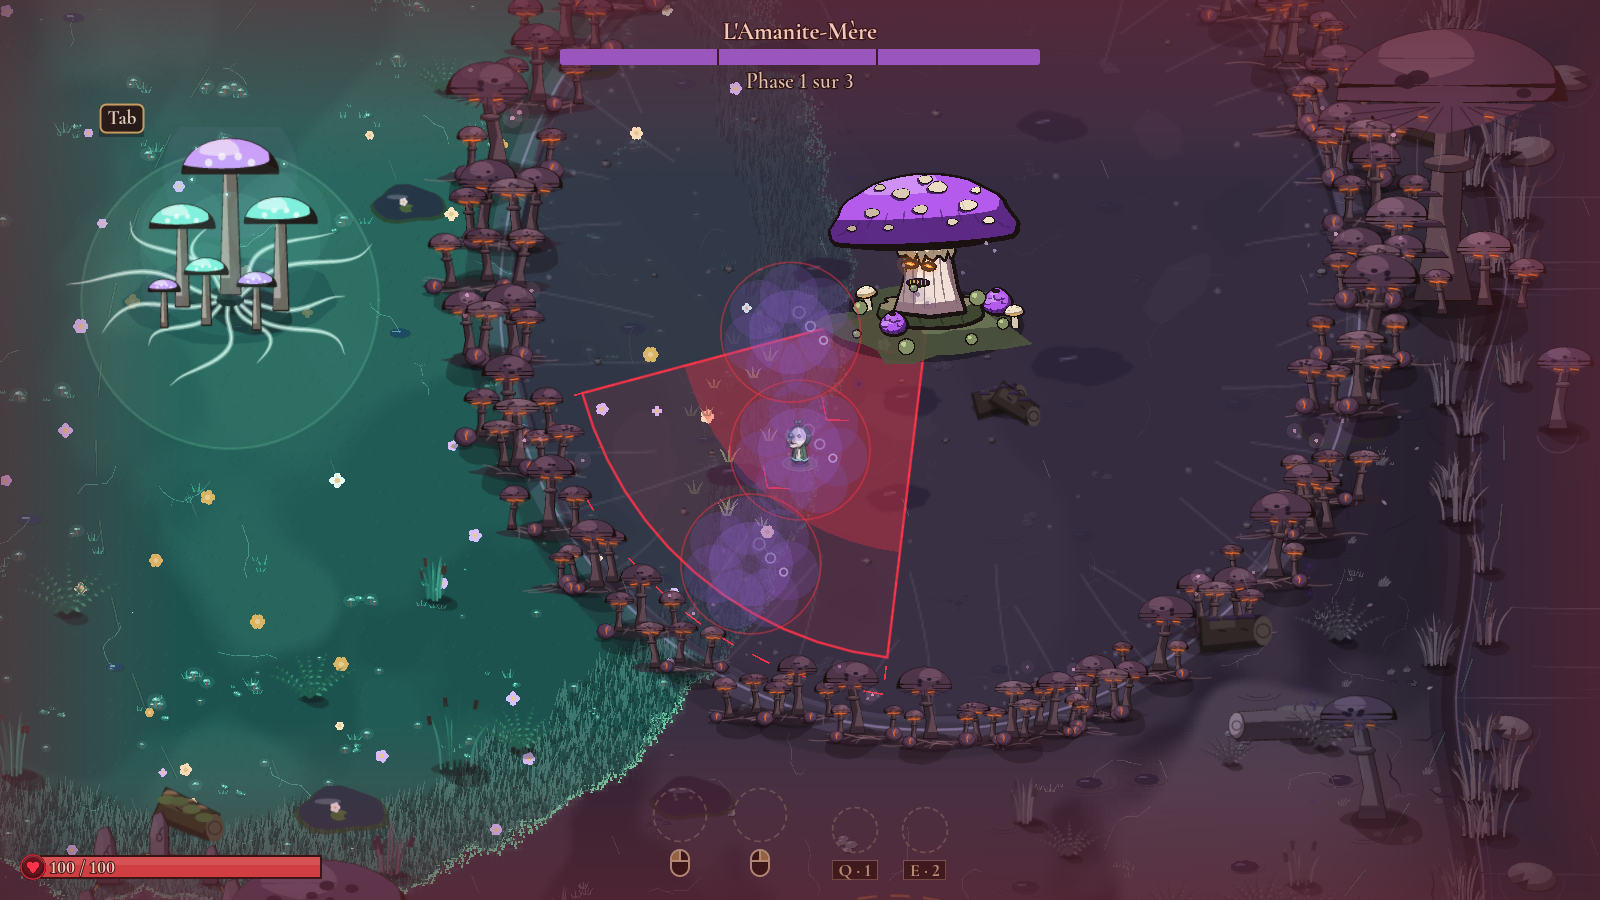 L'Amanite-Mère
Phase 1 sur 3
Tab
100 / 100
Q · 1
E · 2